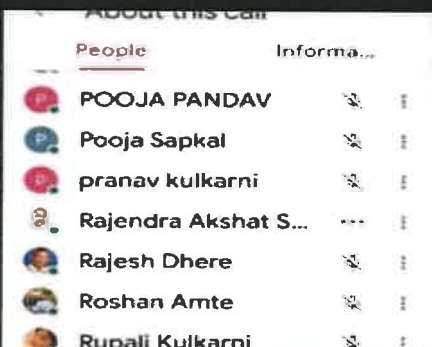 About this call
People Informa...
P POOJA PANDAV
P Pooja Sapkal
P pranav kulkarni
Rajendra Akshat S...
Rajesh Dhere
Roshan Amte
Rupali Kulkarni